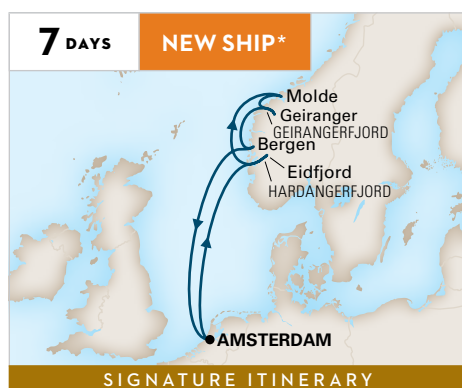 7 DAYS
NEW SHIP*
Molde
Geiranger
GEIRANGERFJORD
Bergen
Eidfjord
HARDANGERFJORD
AMSTERDAM
SIGNATURE ITINERARY